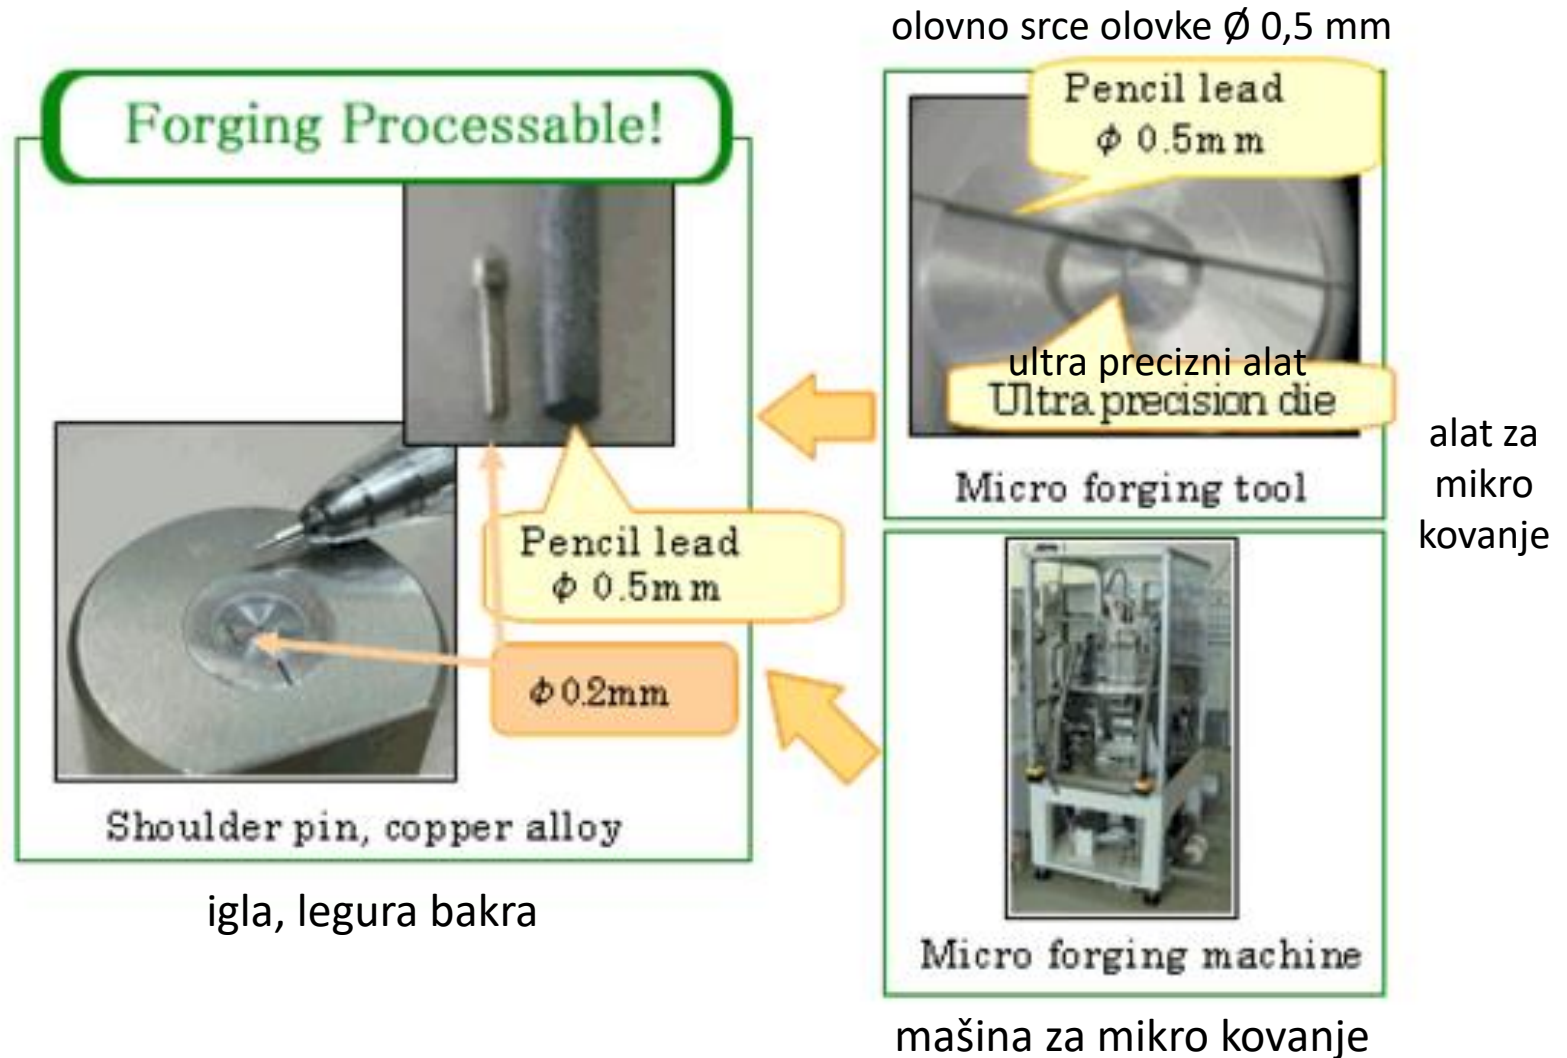 olovno srce olovke Ø 0,5 mm
Forging Processable!
Pencil lead
ϕ 0.5mm
Pencil lead
ϕ 0.5mm
ϕ 0.2mm
Shoulder pin, copper alloy
igla, legura bakra
ultra precizni alat
Ultra precision die
Micro forging tool
alat za
mikro
kovanje
Micro forging machine
mašina za mikro kovanje